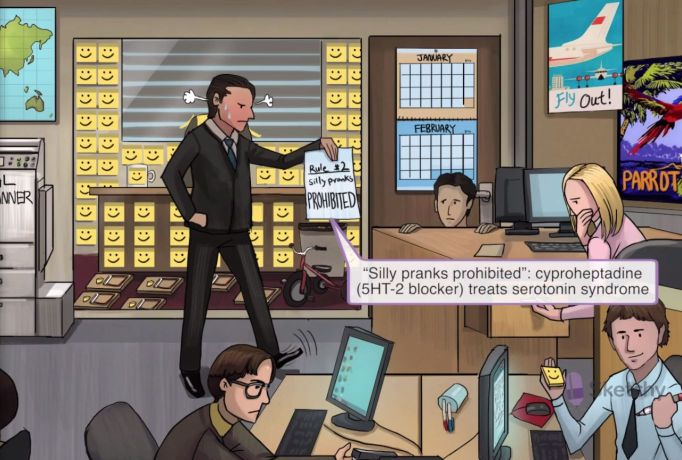 JANUARY
FEBRUARY
Fly Out!
PARROT
L
NNER
Rule #2
silly pranks
PROHIBITED
“Silly pranks prohibited”: cyproheptadine
(5HT-2 blocker) treats serotonin syndrome
Sketchy